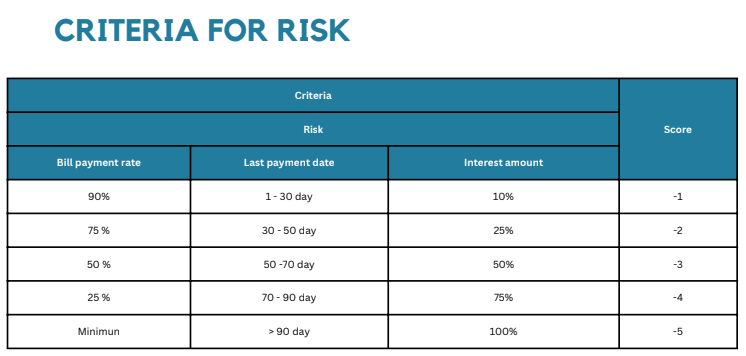 CRITERIA FOR RISK
Criteria
Score
Risk
Bill payment rate Last payment date Interest amount
90% 1 - 30 day 10% -1
75 % 30 - 50 day 25% -2
50 % 50 -70 day 50% -3
25 % 70 - 90 day 75% -4
Minimun > 90 day 100% -5